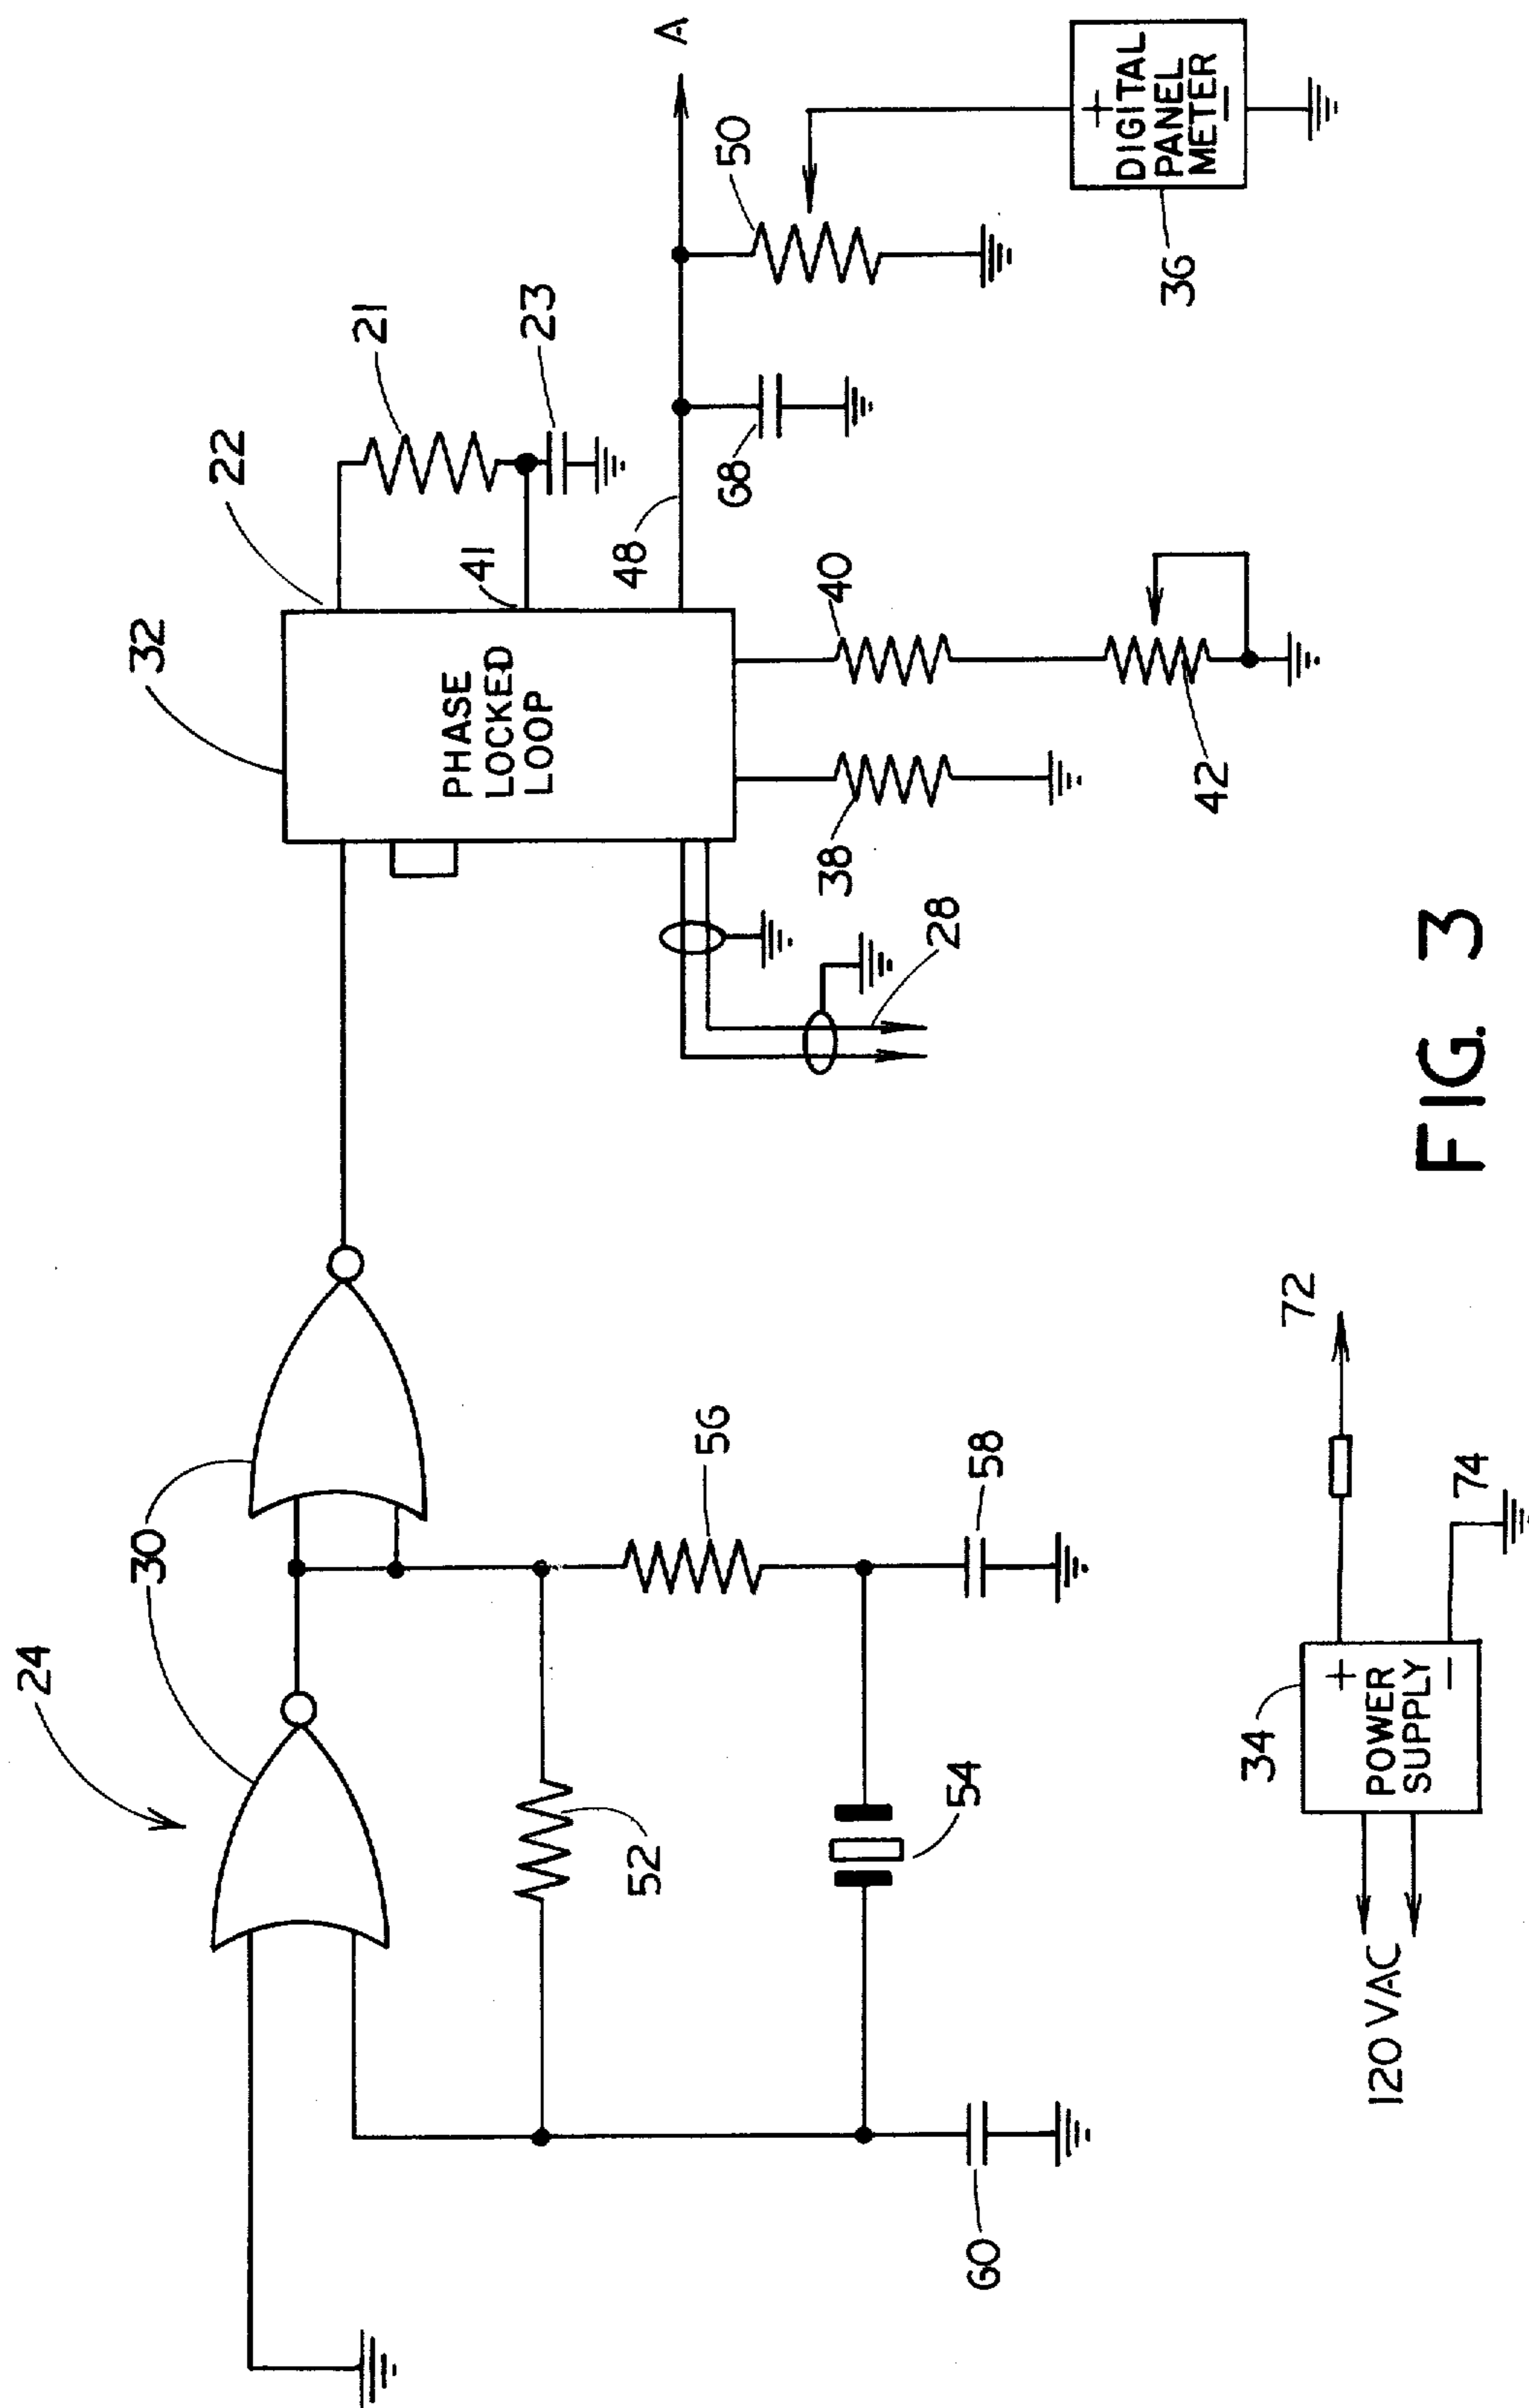 24
30
32
22
21
23
41
PHASE
LOCKED
LOOP
48
68
50
A
52
56
54
58
60
28
38
40
42
+
DIGITAL
PANEL
METER
−
36
34
120 VAC
+
POWER
SUPPLY
−
72
74
FIG. 3